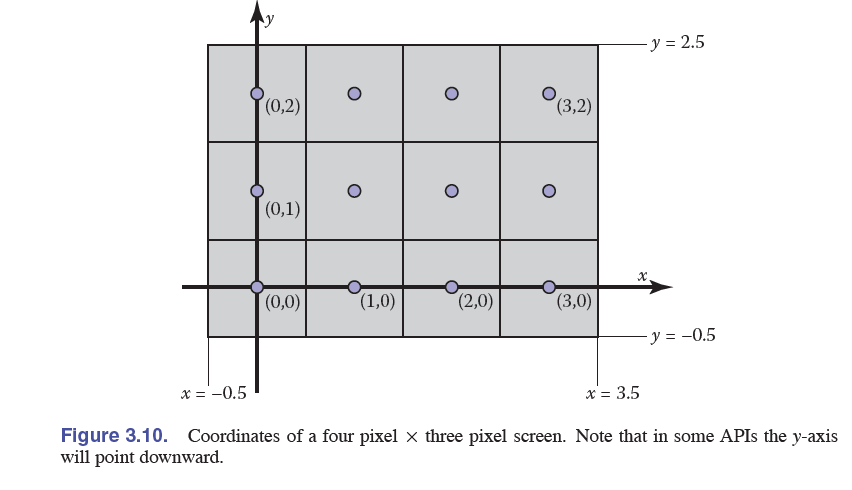 y
y = 2.5
(0,2)
(3,2)
(0,1)
x
(0,0)
(1,0)
(2,0)
(3,0)
y = −0.5
x = −0.5
x = 3.5
Figure 3.10. Coordinates of a four pixel × three pixel screen. Note that in some APIs the y-axis
will point downward.